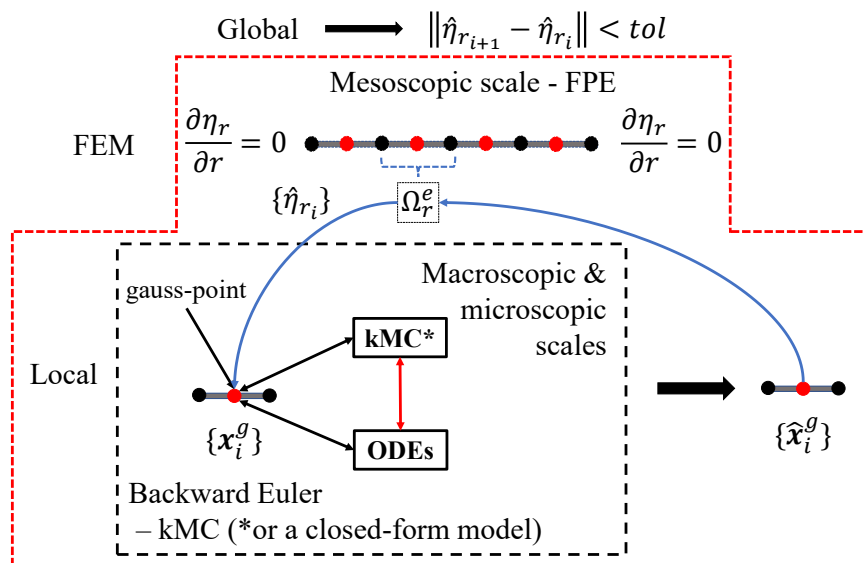 Global ‖η̂_{r_{i+1}} − η̂_{r_i}‖ < tol
Mesoscopic scale - FPE
FEM
∂η_r/∂r = 0
∂η_r/∂r = 0
{η̂_{r_i}}
Ω_r^e
Macroscopic &
microscopic
scales
gauss-point
kMC*
Local
{x_i^g}
ODEs
{x̂_i^g}
Backward Euler
– kMC (*or a closed-form model)